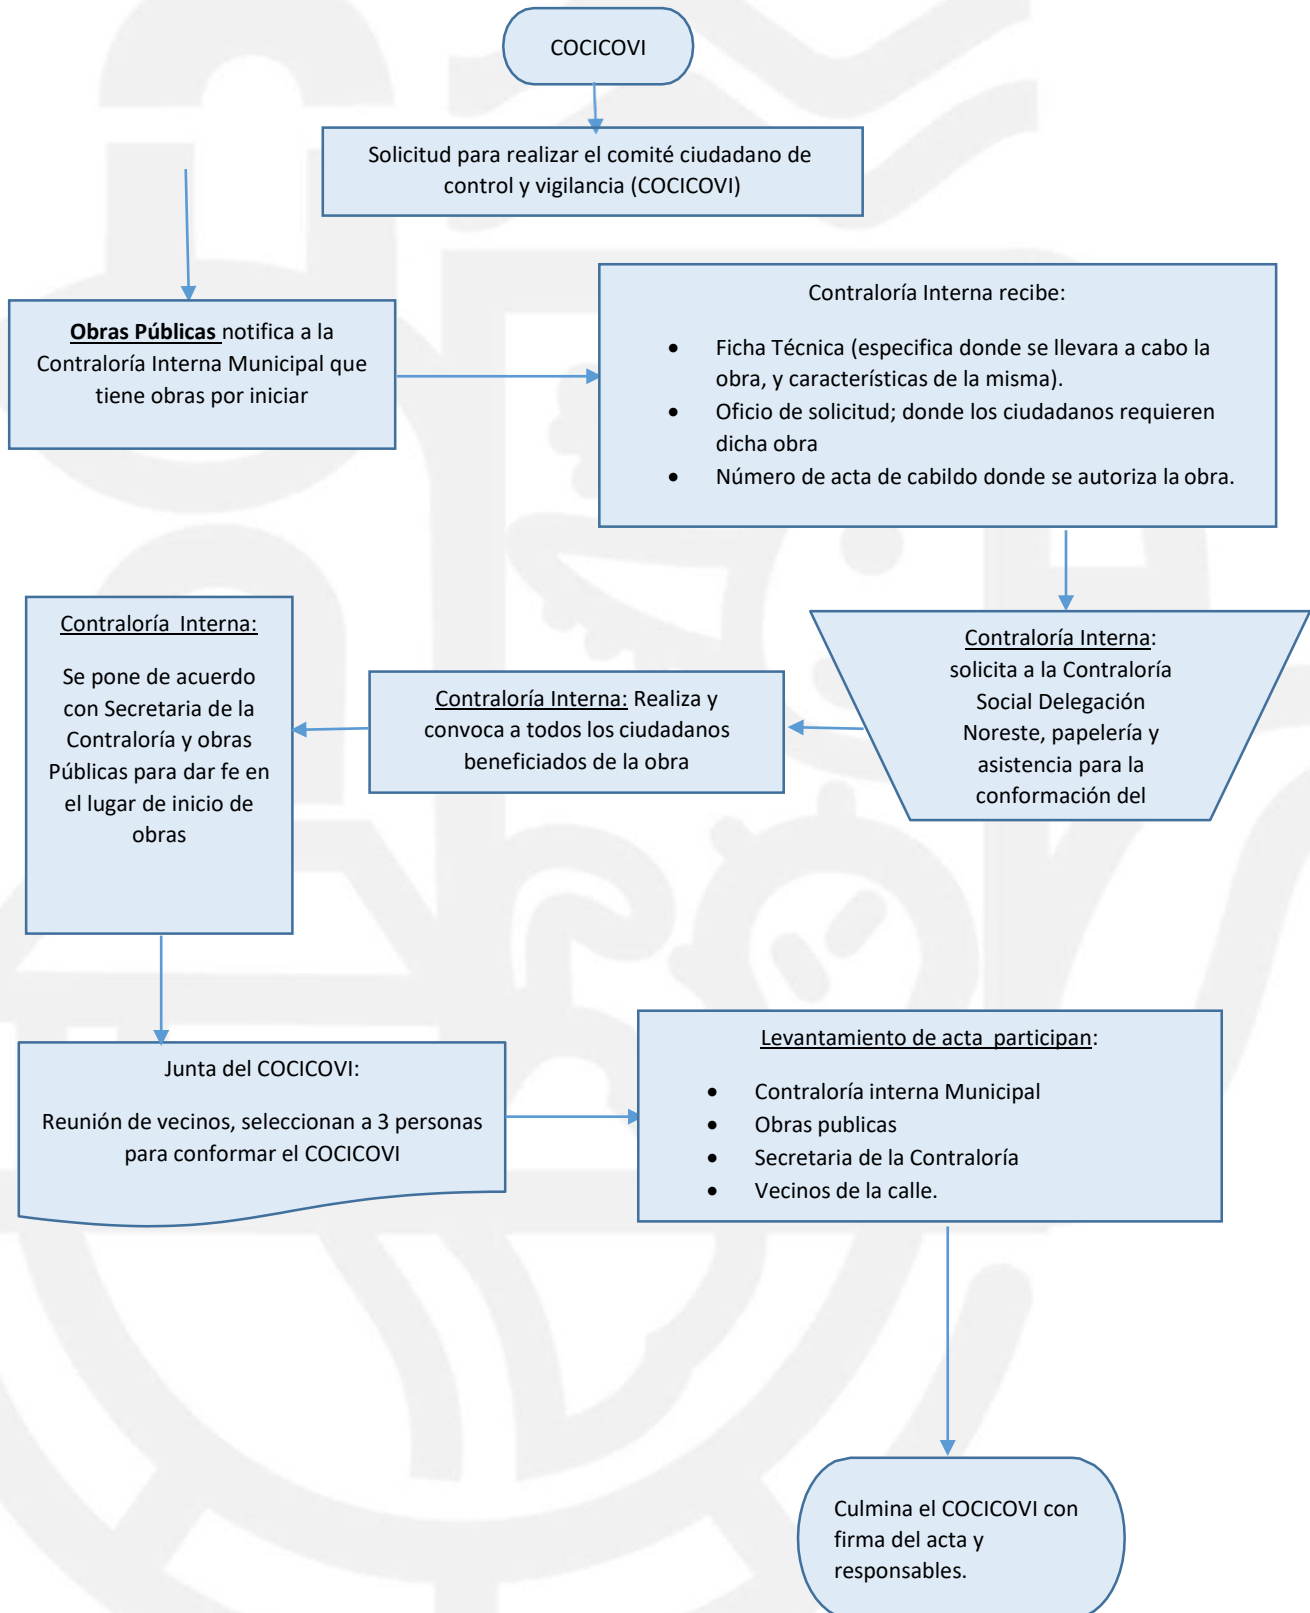 COCICOVI
Solicitud para realizar el comité ciudadano de
control y vigilancia (COCICOVI)
Obras Públicas notifica a la
Contraloría Interna Municipal que
tiene obras por iniciar
Contraloría Interna recibe:
• Ficha Técnica (especifica donde se llevara a cabo la
obra, y características de la misma).
• Oficio de solicitud; donde los ciudadanos requieren
dicha obra
• Número de acta de cabildo donde se autoriza la obra.
Contraloría Interna:
solicita a la Contraloría
Social Delegación
Noreste, papelería y
asistencia para la
conformación del
Contraloría Interna: Realiza y
convoca a todos los ciudadanos
beneficiados de la obra
Contraloría Interna:
Se pone de acuerdo
con Secretaria de la
Contraloría y obras
Públicas para dar fe en
el lugar de inicio de
obras
Junta del COCICOVI:
Reunión de vecinos, seleccionan a 3 personas
para conformar el COCICOVI
Levantamiento de acta participan:
• Contraloría interna Municipal
• Obras publicas
• Secretaria de la Contraloría
• Vecinos de la calle.
Culmina el COCICOVI con
firma del acta y
responsables.